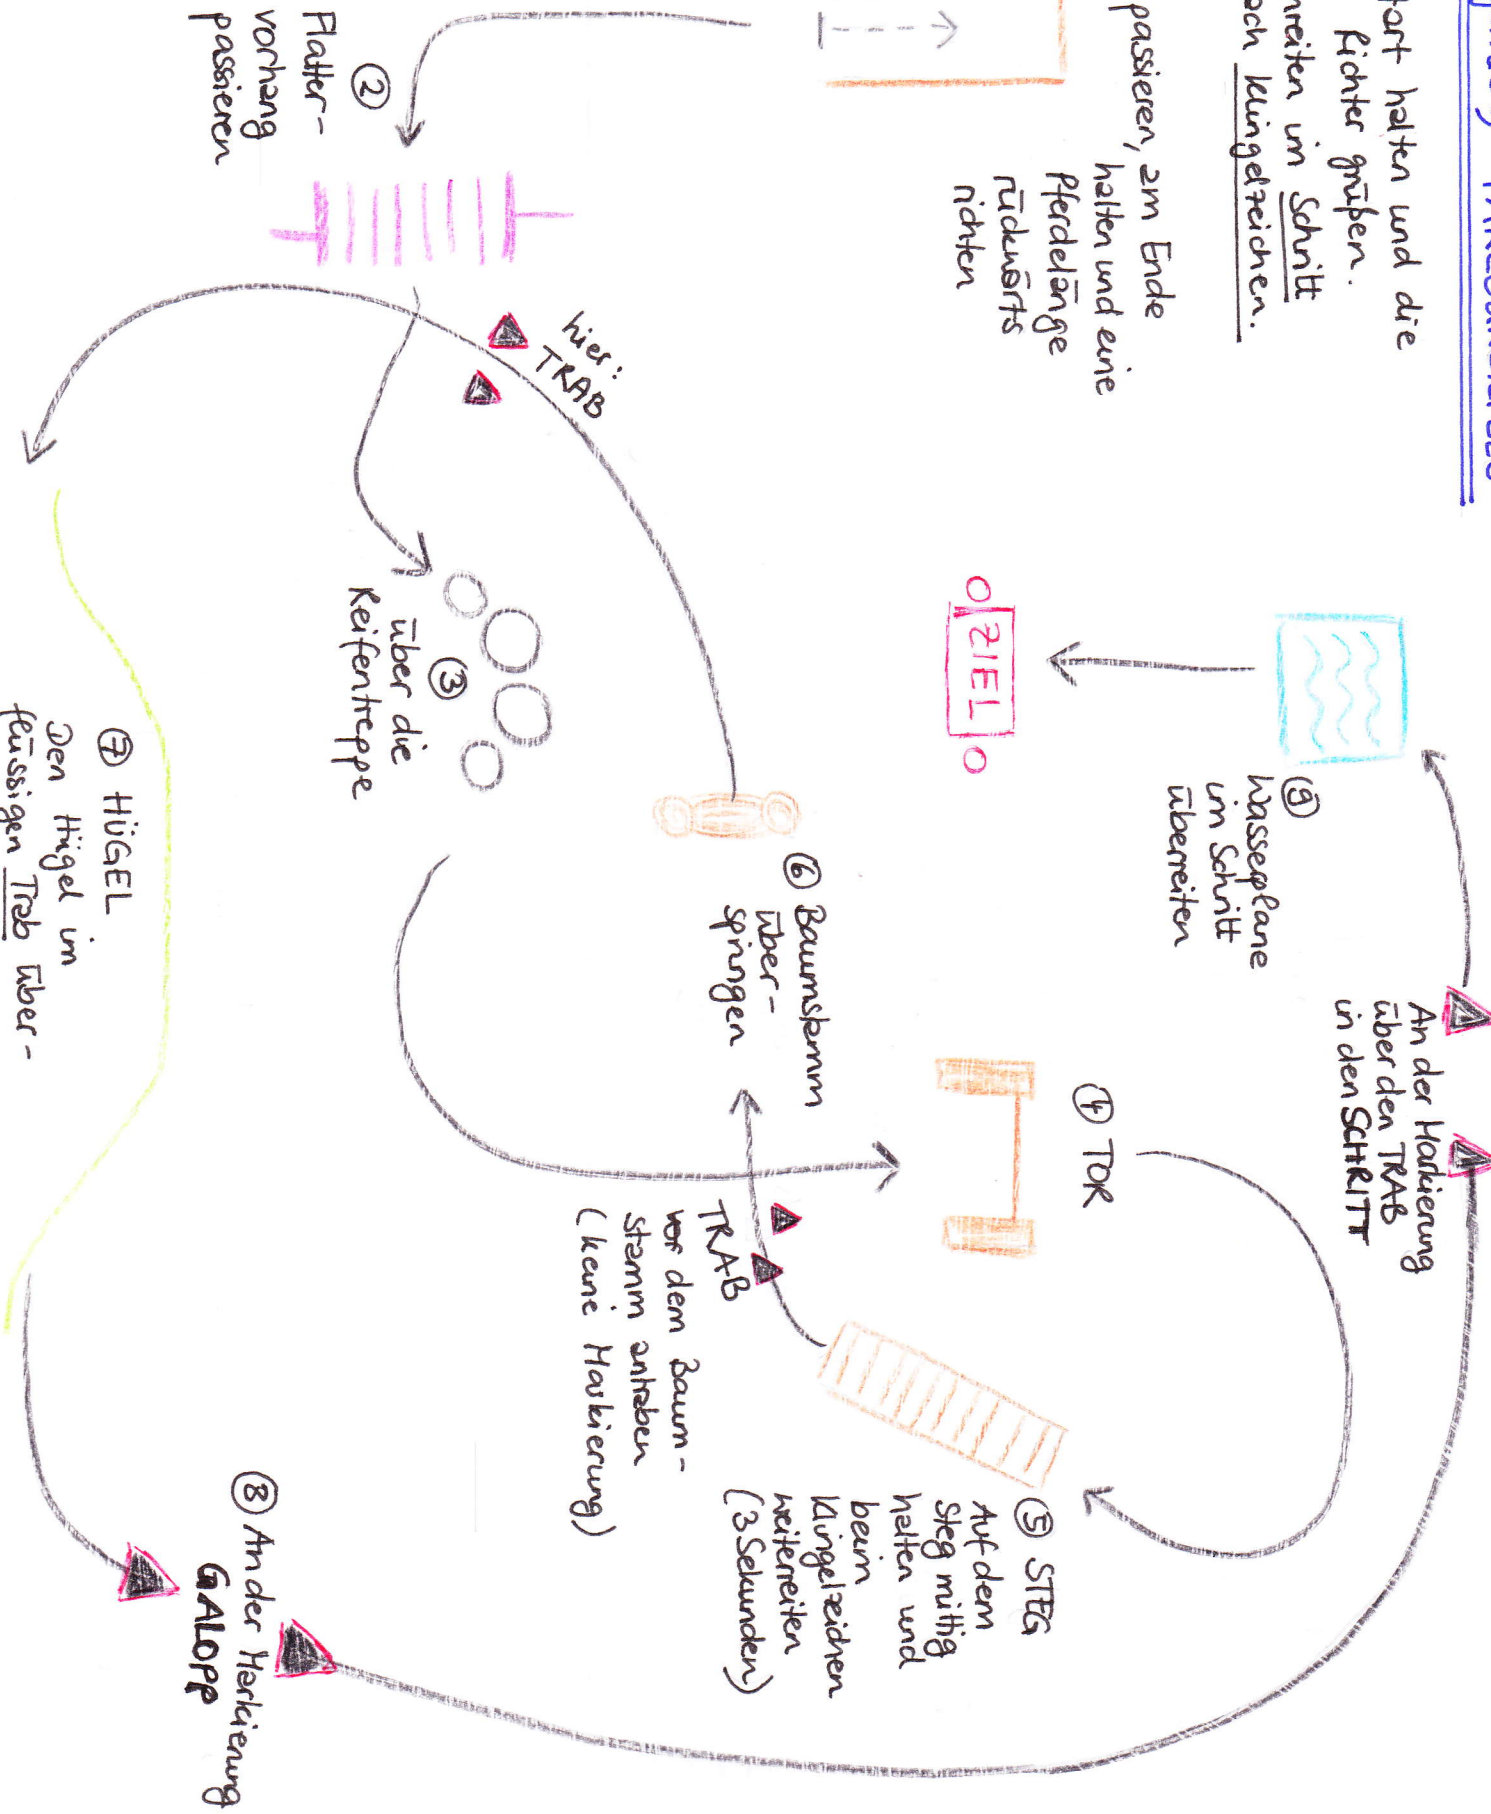 halten und die
Richter grüßen.
im Schritt
Klingelzeichen.
passieren, am Ende
halten und eine
Pferdelänge
rückwärts
richten
②
Flatter-
vorhang
passieren
hier:
TRAB
③
über die
Reifentreppe
④ TOR
⑤ STEG
Auf dem
Steg mittig
halten und
beim
Klingelzeichen
weiterreiten
(3 Sekunden)
TRAB
vor dem Baum-
stamm antraben
(keine Markierung)
⑥ Baumstamm
über-
springen
⑦ HÜGEL
Den Hügel im
flüssigen Trab über-
⑧ An der Markierung
GALOPP
An der Markierung
über den TRAB
in den SCHRITT
⑨
Wasserplane
im Schritt
überreiten
ZIEL